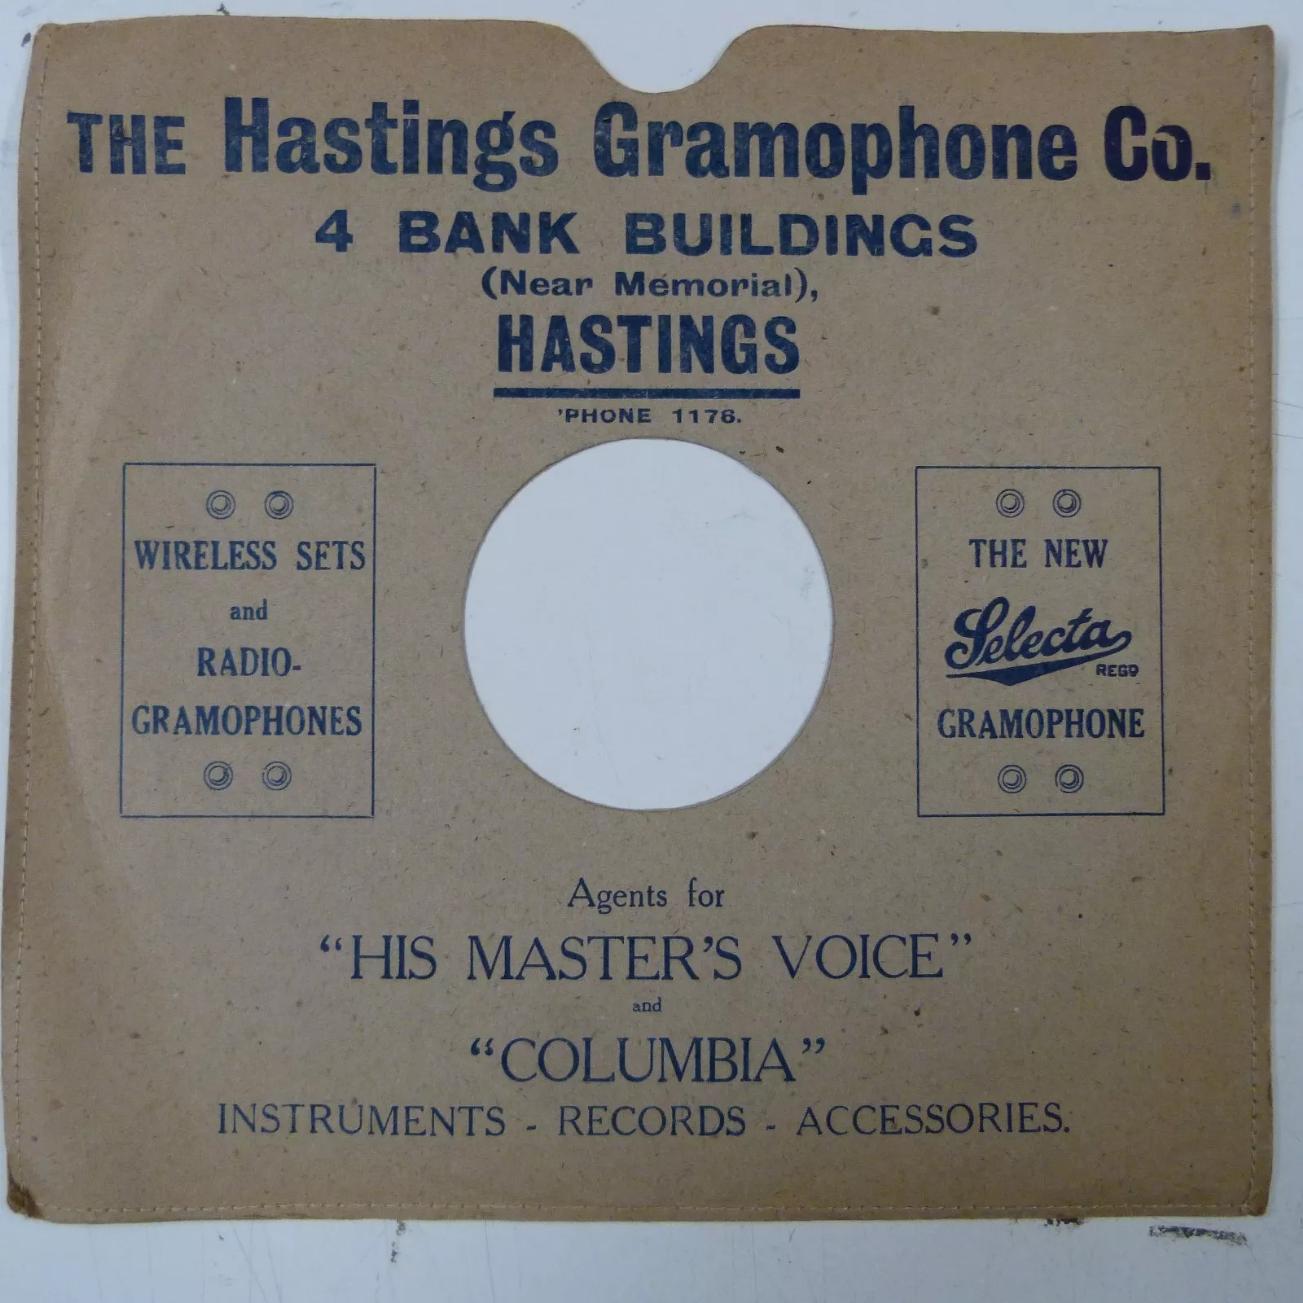 THE Hastings Gramophone Co.
4 BANK BUILDINGS
(Near Memorial),
HASTINGS
'PHONE 1176.
WIRELESS SETS
and
RADIO-
GRAMOPHONES
THE NEW
Selecta
REGD
GRAMOPHONE
Agents for
“HIS MASTER’S VOICE”
and
“COLUMBIA”
INSTRUMENTS - RECORDS - ACCESSORIES.